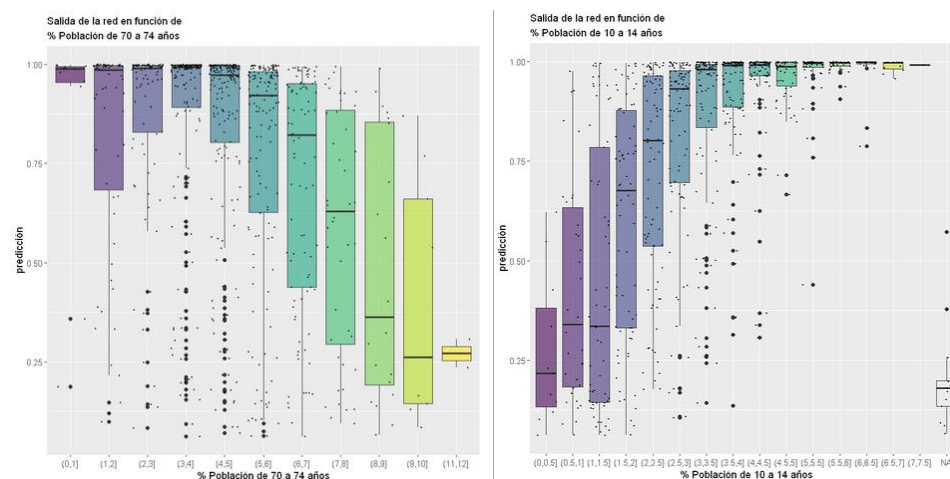 Salida de la red en función de
% Población de 70 a 74 años
1.00
0.75
0.50
0.25
predicción
(0,1] (1,2] (2,3] (3,4] (4,5] (5,6] (6,7] (7,8] (8,9] (9,10] (11,12]
% Población de 70 a 74 años
Salida de la red en función de
% Población de 10 a 14 años
1.00
0.75
0.50
0.25
predicción
(0,0.5] (0.5,1] (1,1.5] (1.5,2] (2,2.5] (2.5,3] (3,3.5] (3.5,4] (4,4.5] (4.5,5] (5,5.5] (5.5,6] (6,6.5] (6.5,7] (7,7.5] NA
% Población de 10 a 14 años